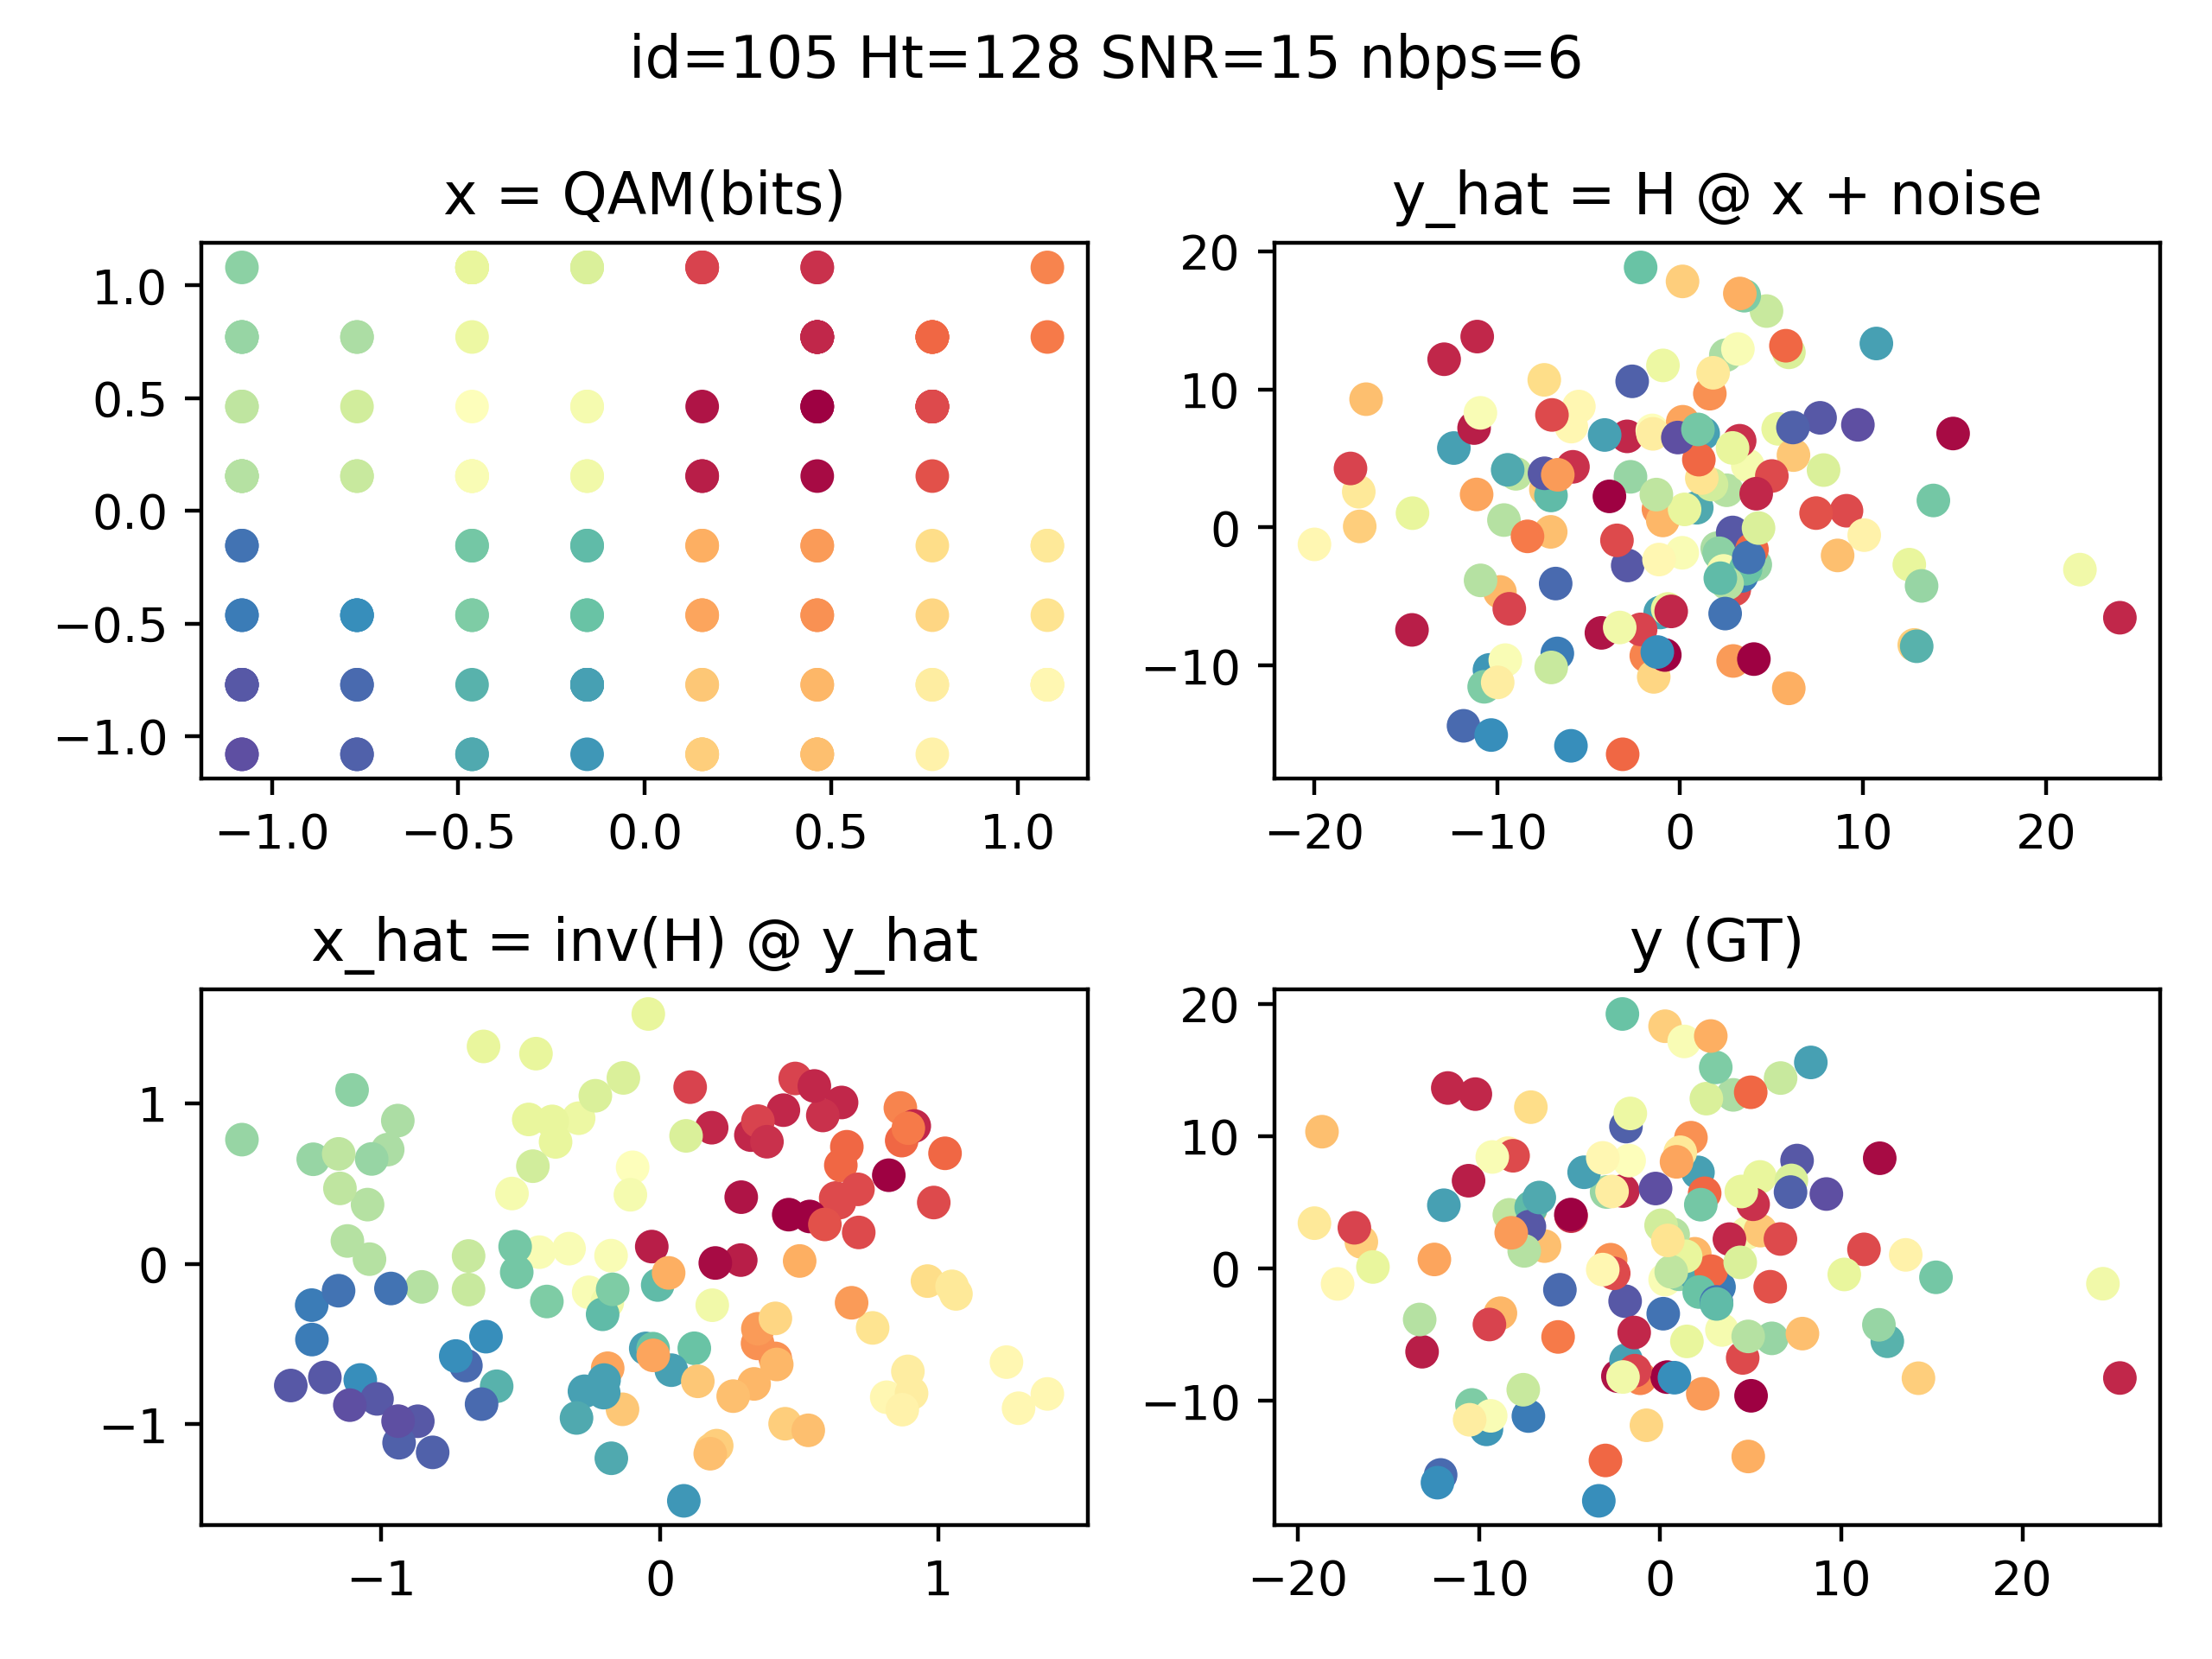 id=105 Ht=128 SNR=15 nbps=6
x = QAM(bits)
1.0
0.5
0.0
−0.5
−1.0
−1.0 −0.5 0.0 0.5 1.0
y_hat = H @ x + noise
20
10
0
−10
−20 −10 0 10 20
x_hat = inv(H) @ y_hat
1
0
−1
−1 0 1
y (GT)
20
10
0
−10
−20 −10 0 10 20